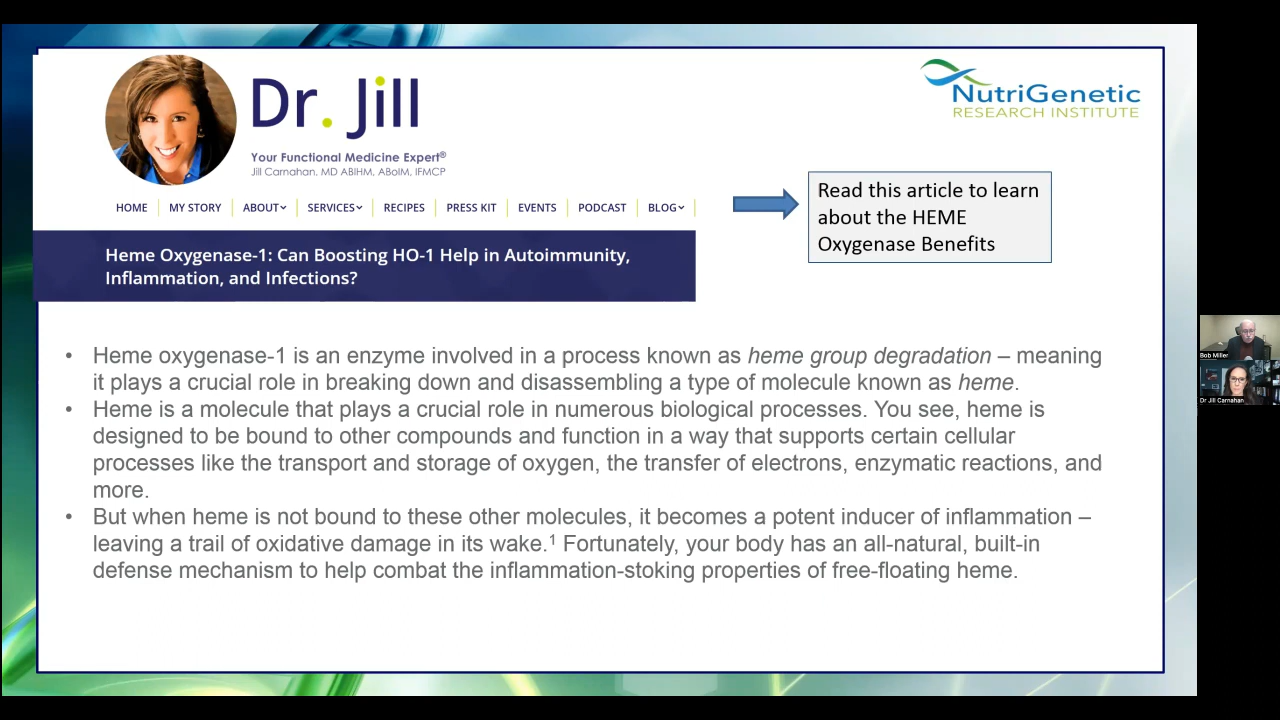 Dr. Jill
Your Functional Medicine Expert®
Jill Carnahan, MD ABIHM, ABoIM, IFMCP
HOME MY STORY ABOUT SERVICES RECIPES PRESS KIT EVENTS PODCAST BLOG
NutriGenetic
RESEARCH INSTITUTE
Read this article to learn
about the HEME
Oxygenase Benefits
Heme Oxygenase-1: Can Boosting HO-1 Help in Autoimmunity,
Inflammation, and Infections?
• Heme oxygenase-1 is an enzyme involved in a process known as heme group degradation – meaning
it plays a crucial role in breaking down and disassembling a type of molecule known as heme.
• Heme is a molecule that plays a crucial role in numerous biological processes. You see, heme is
designed to be bound to other compounds and function in a way that supports certain cellular
processes like the transport and storage of oxygen, the transfer of electrons, enzymatic reactions, and
more.
• But when heme is not bound to these other molecules, it becomes a potent inducer of inflammation –
leaving a trail of oxidative damage in its wake.¹ Fortunately, your body has an all-natural, built-in
defense mechanism to help combat the inflammation-stoking properties of free-floating heme.
Bob Miller
Dr Jill Carnahan